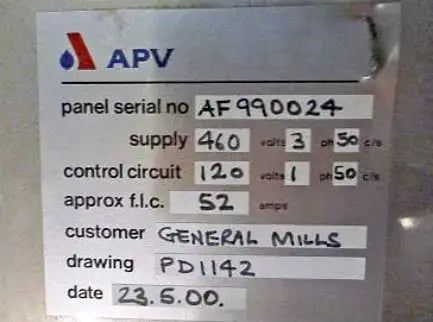 APV
panel serial no AF990024
supply 460 volts 3 ph 50 c/s
control circuit 120 volts 1 ph 50 c/s
approx f.l.c. 52 amps
customer GENERAL MILLS
drawing PD1142
date 23.5.00.